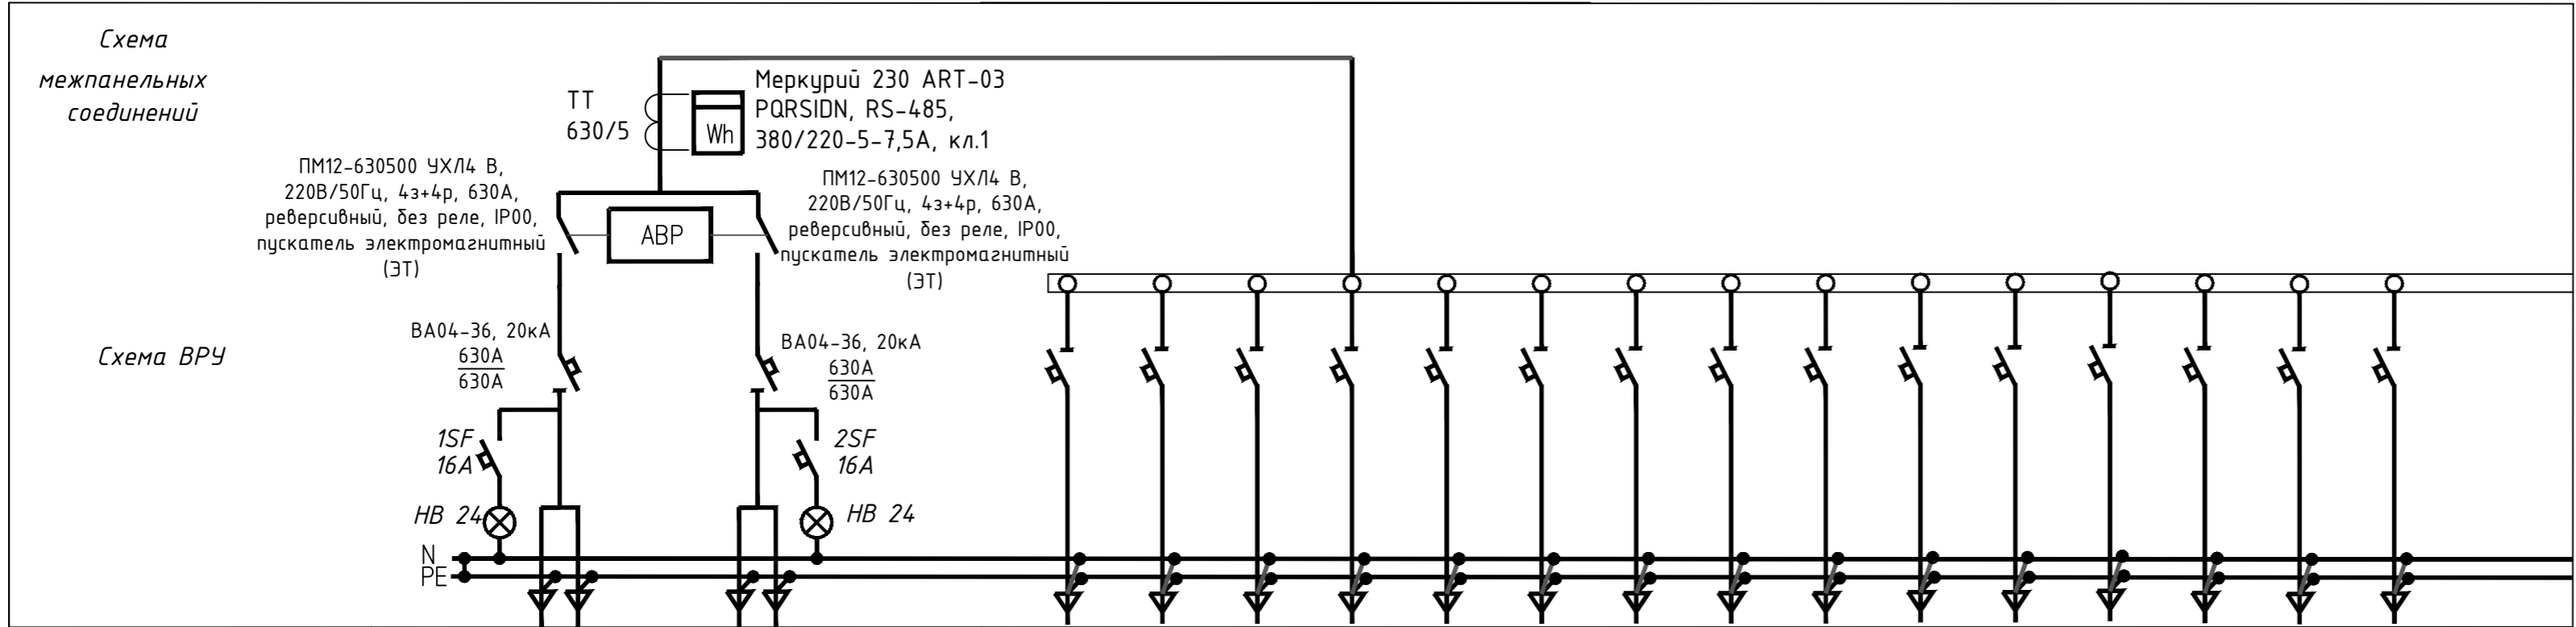 Схема
межпанельных
соединений
ТТ
630/5
Wh
Меркурий 230 ART-03
PQRSIDN, RS-485,
380/220-5-7,5А, кл.1
ПМ12-630500 УХЛ4 В,
220В/50Гц, 4з+4р, 630А,
реверсивный, без реле, IP00,
пускатель электромагнитный
(ЭТ)
АВР
ПМ12-630500 УХЛ4 В,
220В/50Гц, 4з+4р, 630А,
реверсивный, без реле, IP00,
пускатель электромагнитный
(ЭТ)
Схема ВРУ
ВА04-36, 20кА
630А
630А
ВА04-36, 20кА
630А
630А
1SF
16А
2SF
16А
НВ 24
НВ 24
N
PE